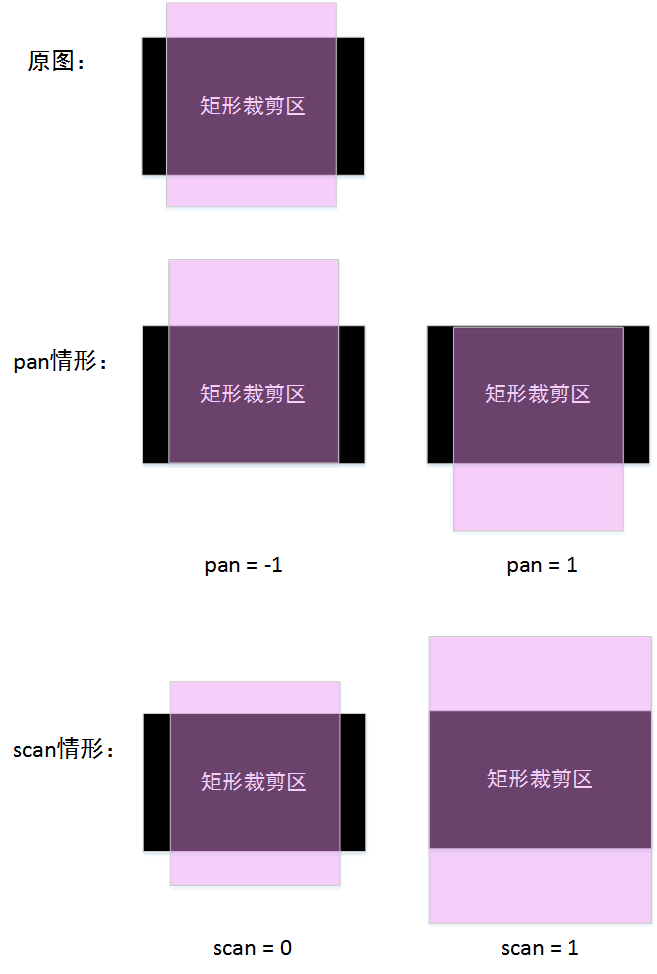 原图：
矩形裁剪区
pan情形：
矩形裁剪区
矩形裁剪区
pan = -1
pan = 1
scan情形：
矩形裁剪区
矩形裁剪区
scan = 0
scan = 1